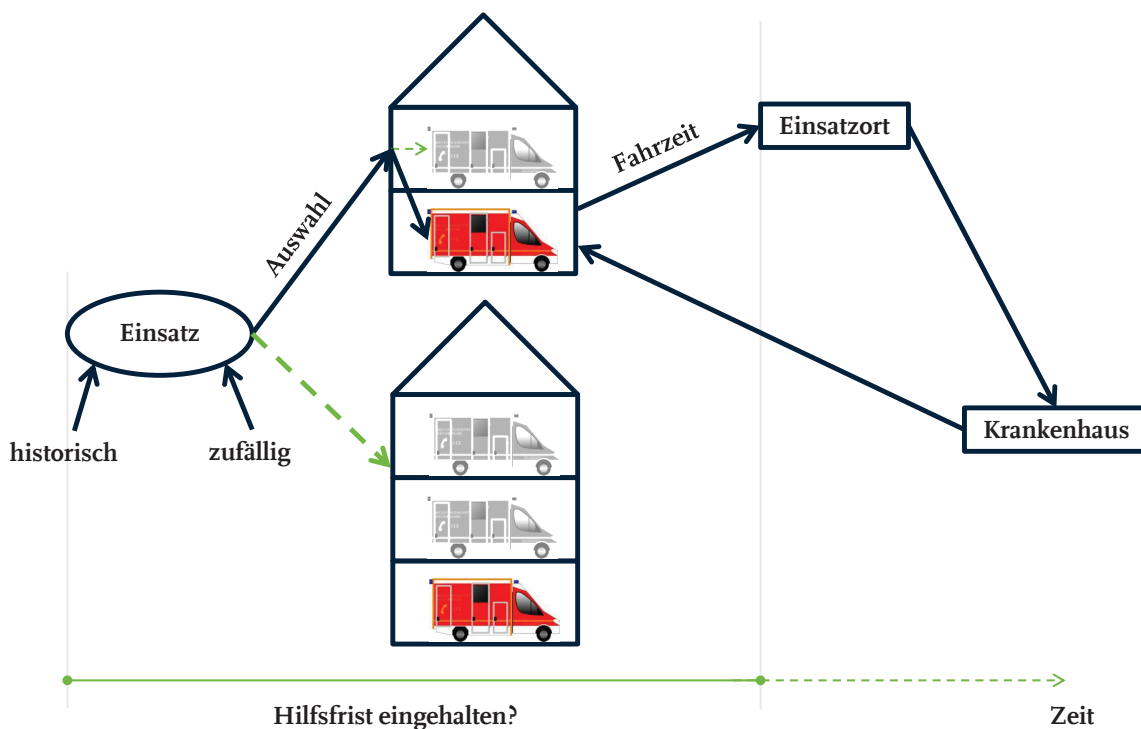 Einsatzort
Fahrzeit
Auswahl
Einsatz
historisch
zufällig
Krankenhaus
Hilfsfrist eingehalten?
Zeit